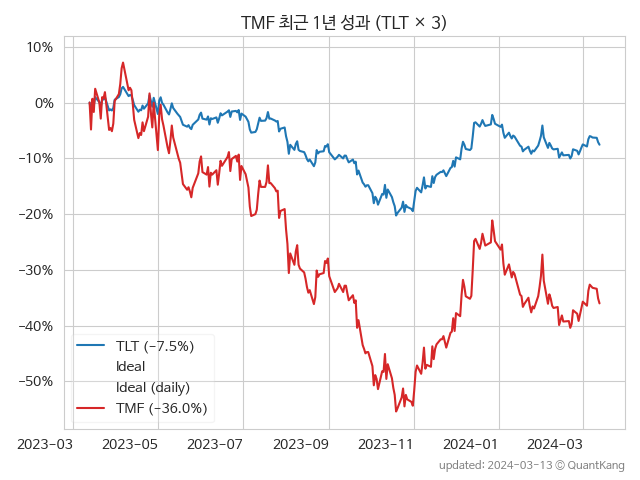 TMF 최근 1년 성과 (TLT × 3)
10%
0%
−10%
−20%
−30%
−40%
−50%
TLT (−7.5%)
Ideal
Ideal (daily)
TMF (−36.0%)
2023-03 2023-05 2023-07 2023-09 2023-11 2024-01 2024-03
updated: 2024-03-13 © QuantKang